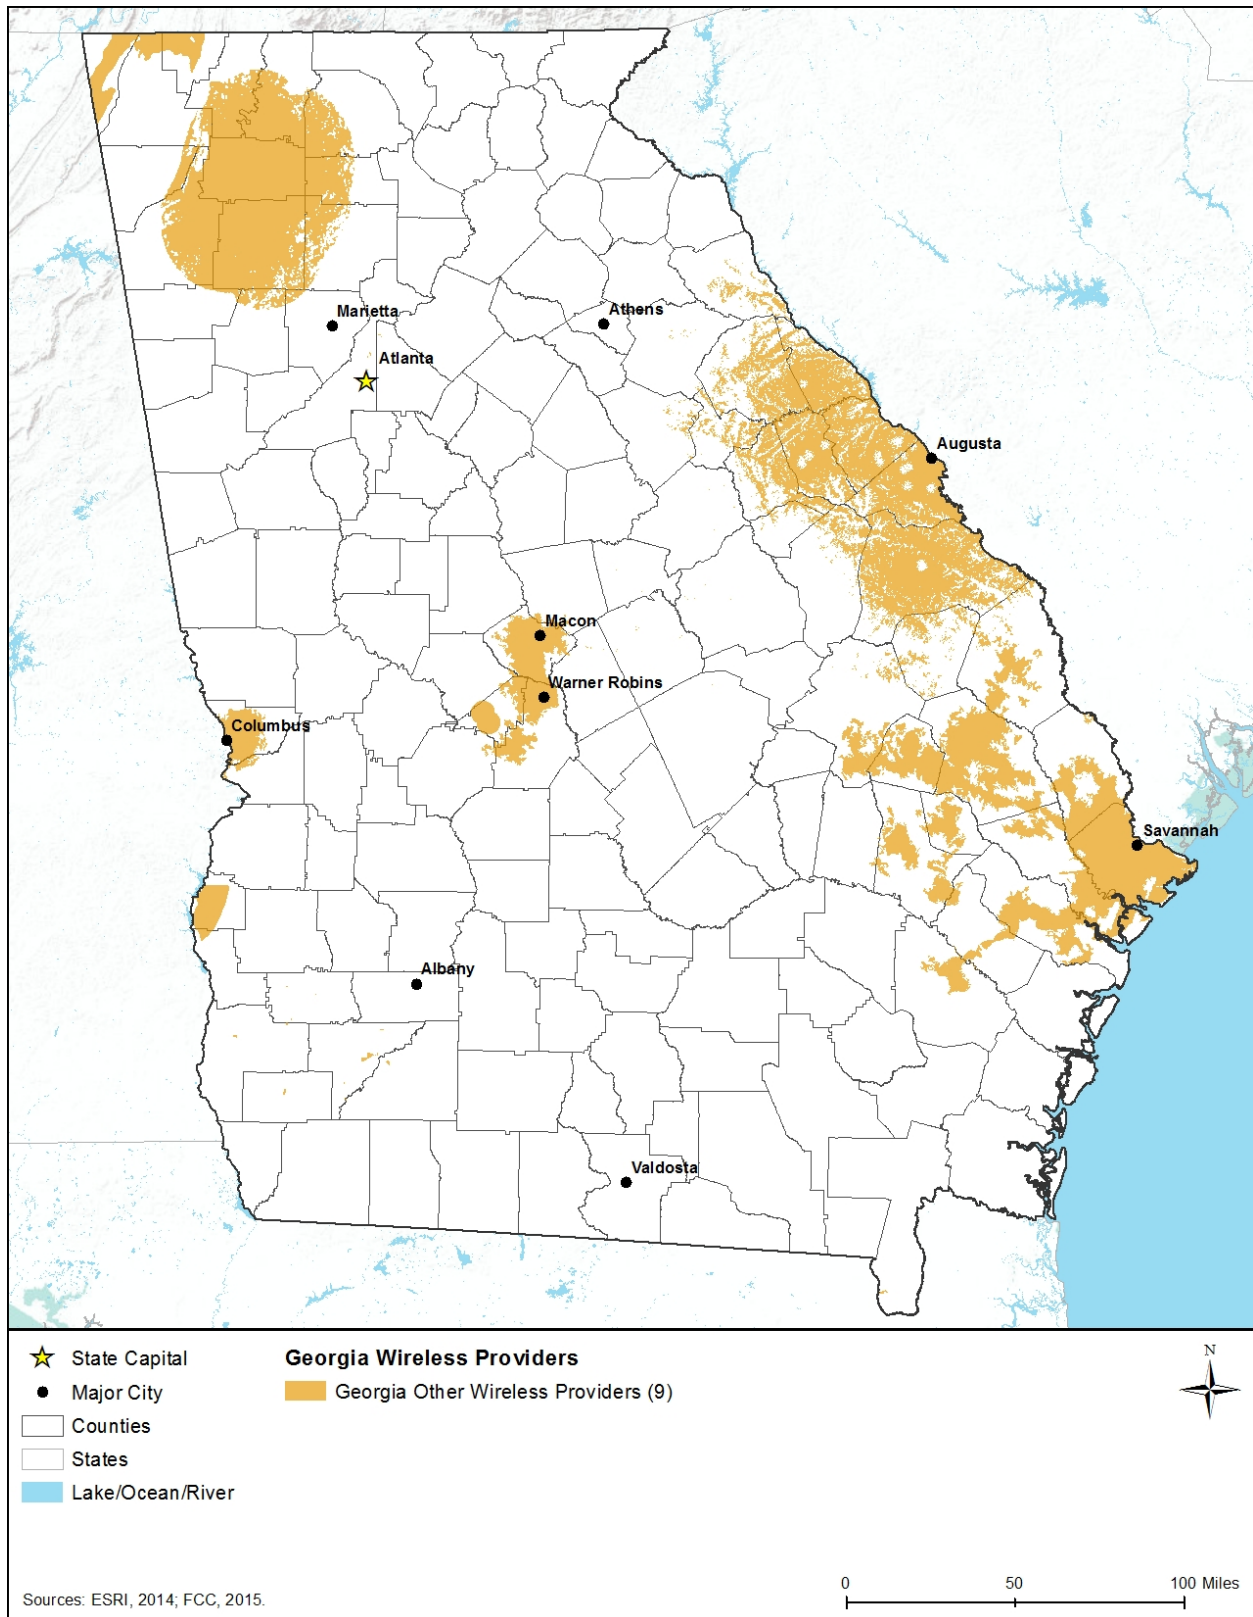 Marietta
Athens
Atlanta
Augusta
Macon
Warner Robins
Columbus
Savannah
Albany
Valdosta
State Capital
Major City
Counties
States
Lake/Ocean/River
Georgia Wireless Providers
Georgia Other Wireless Providers (9)
N
Sources: ESRI, 2014; FCC, 2015.
0 50 100 Miles